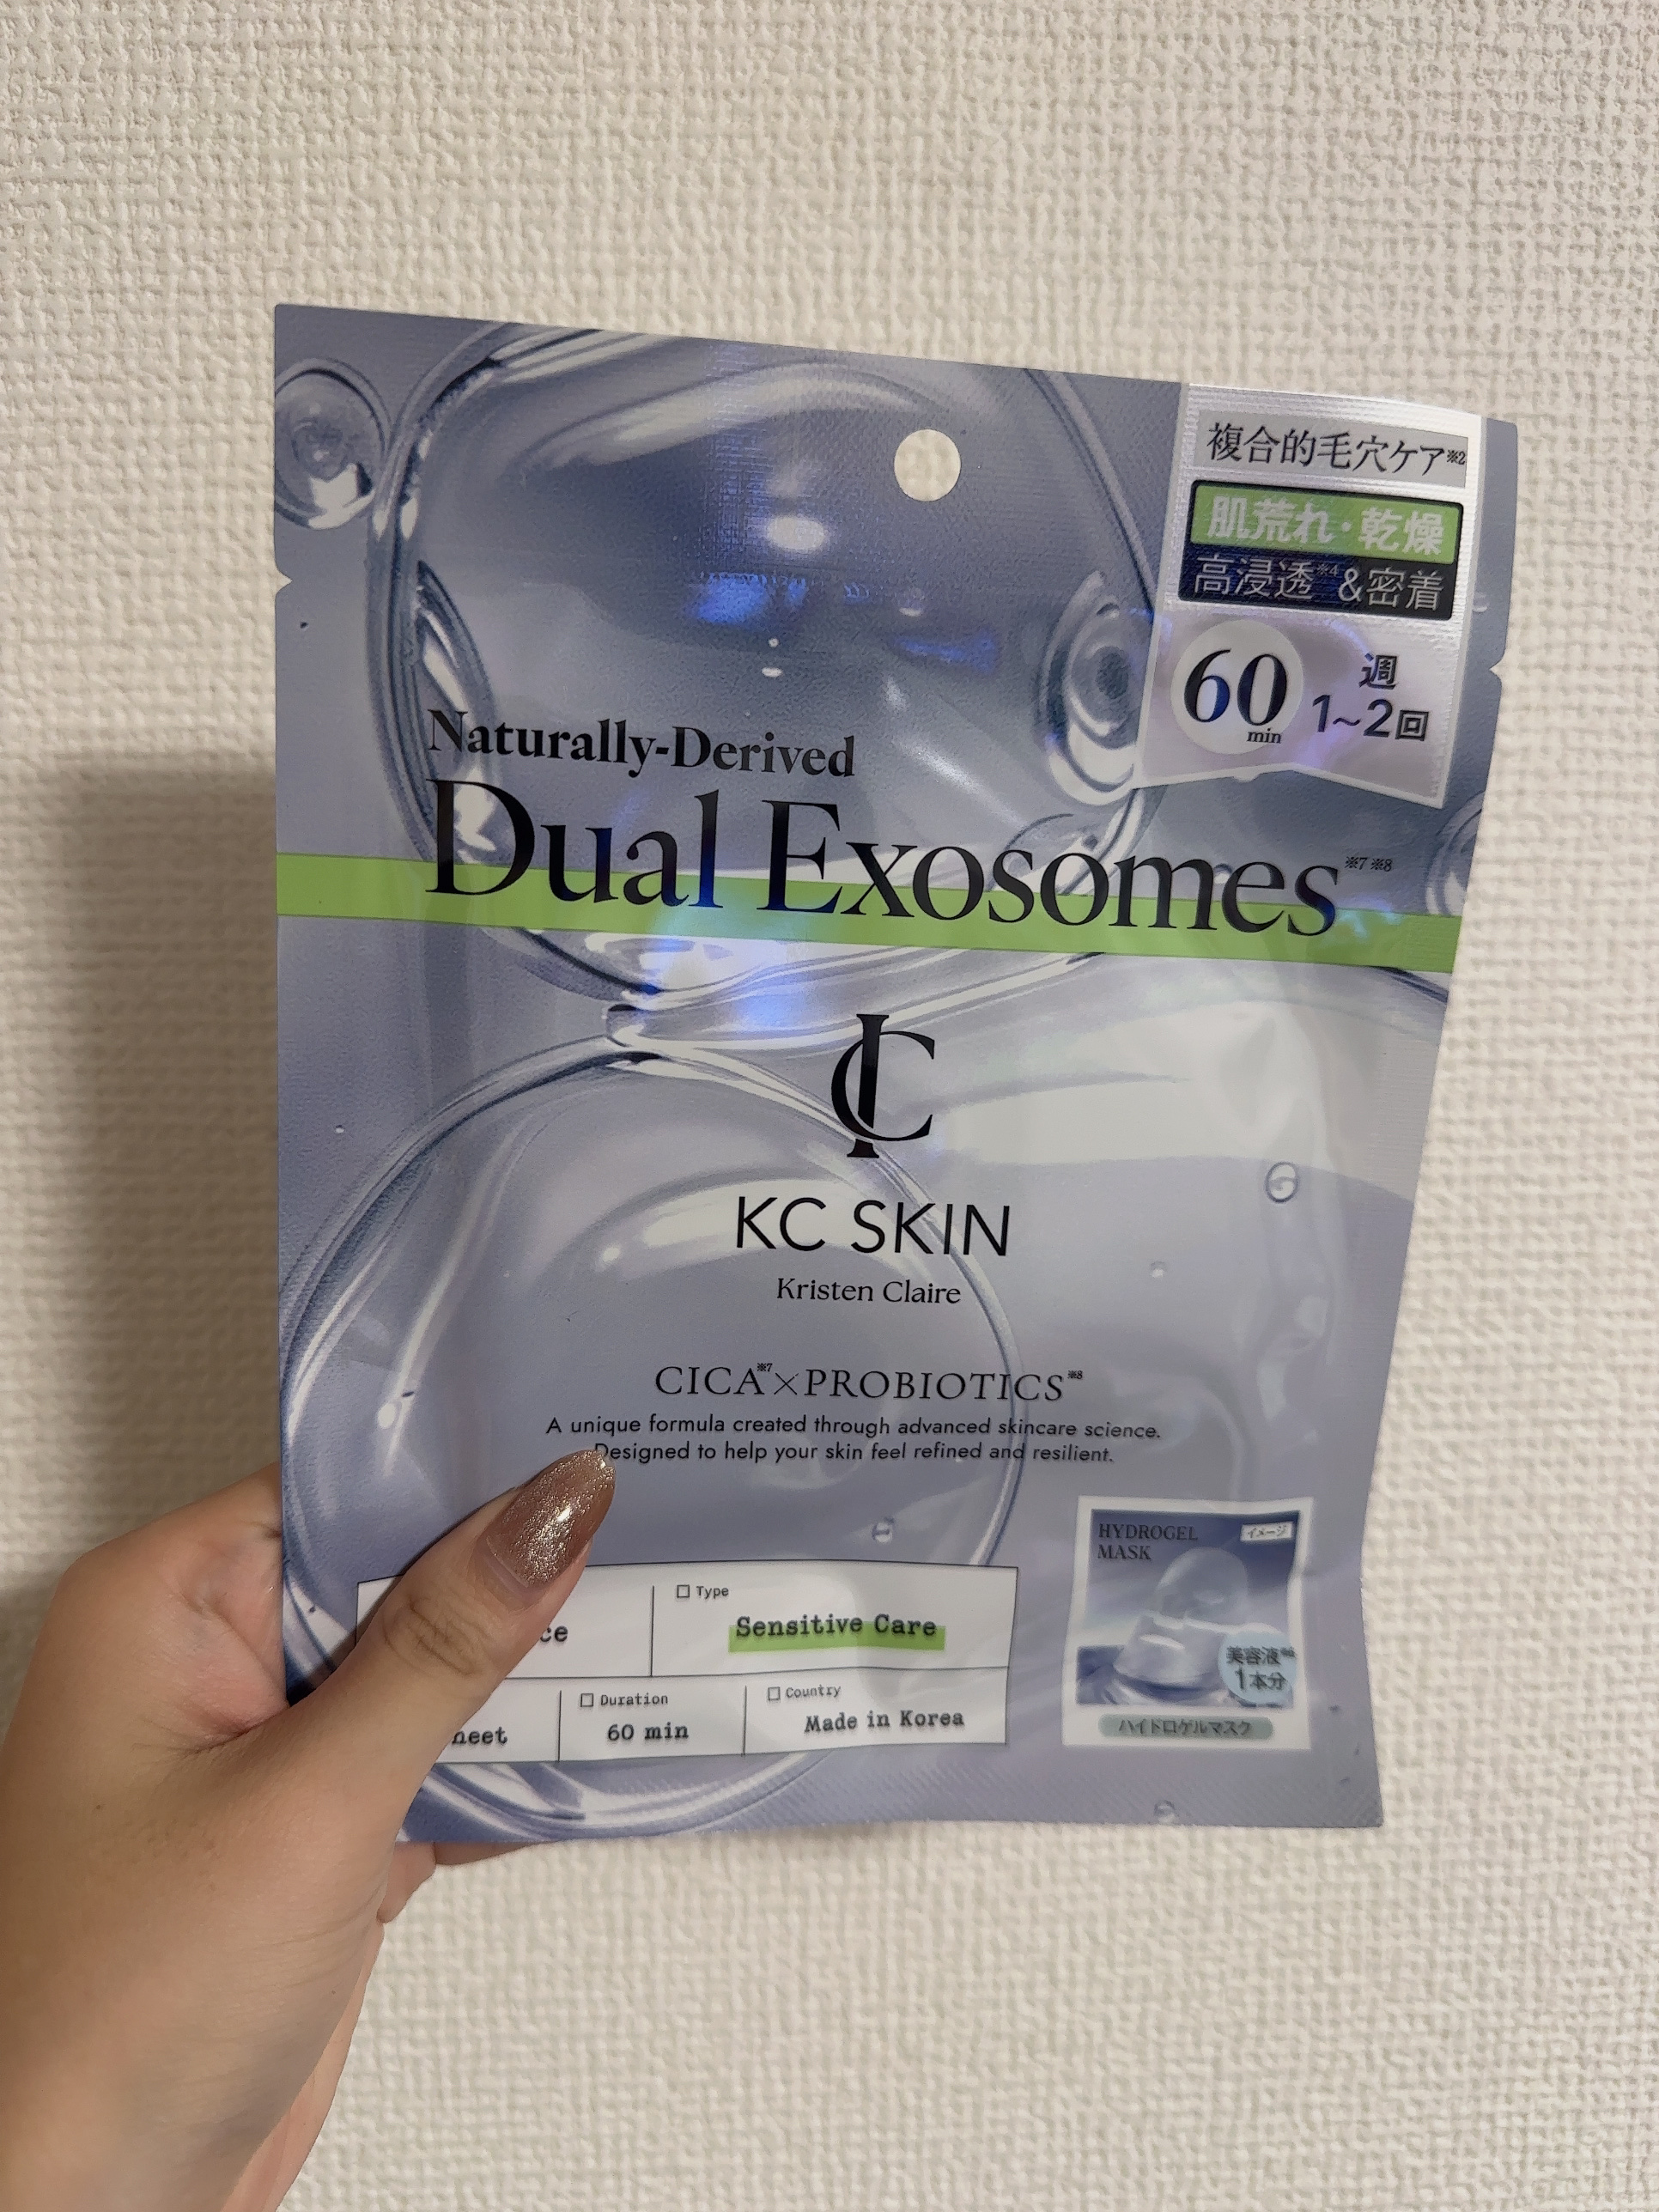 複合的毛穴ケア※2
肌荒れ・乾燥
高浸透※4&密着
60
min
週
1~2回
Naturally-Derived
Dual Exosomes※7 ※8
KC SKIN
Kristen Claire
CICA※7×PROBIOTICS※8
A unique formula created through advanced skincare science.
Designed to help your skin feel refined and resilient.
Type
Sensitive Care
Duration
60 min
Country
Made in Korea
HYDROGEL
MASK
イメージ
美容液
1本分
ハイドロゲルマスク